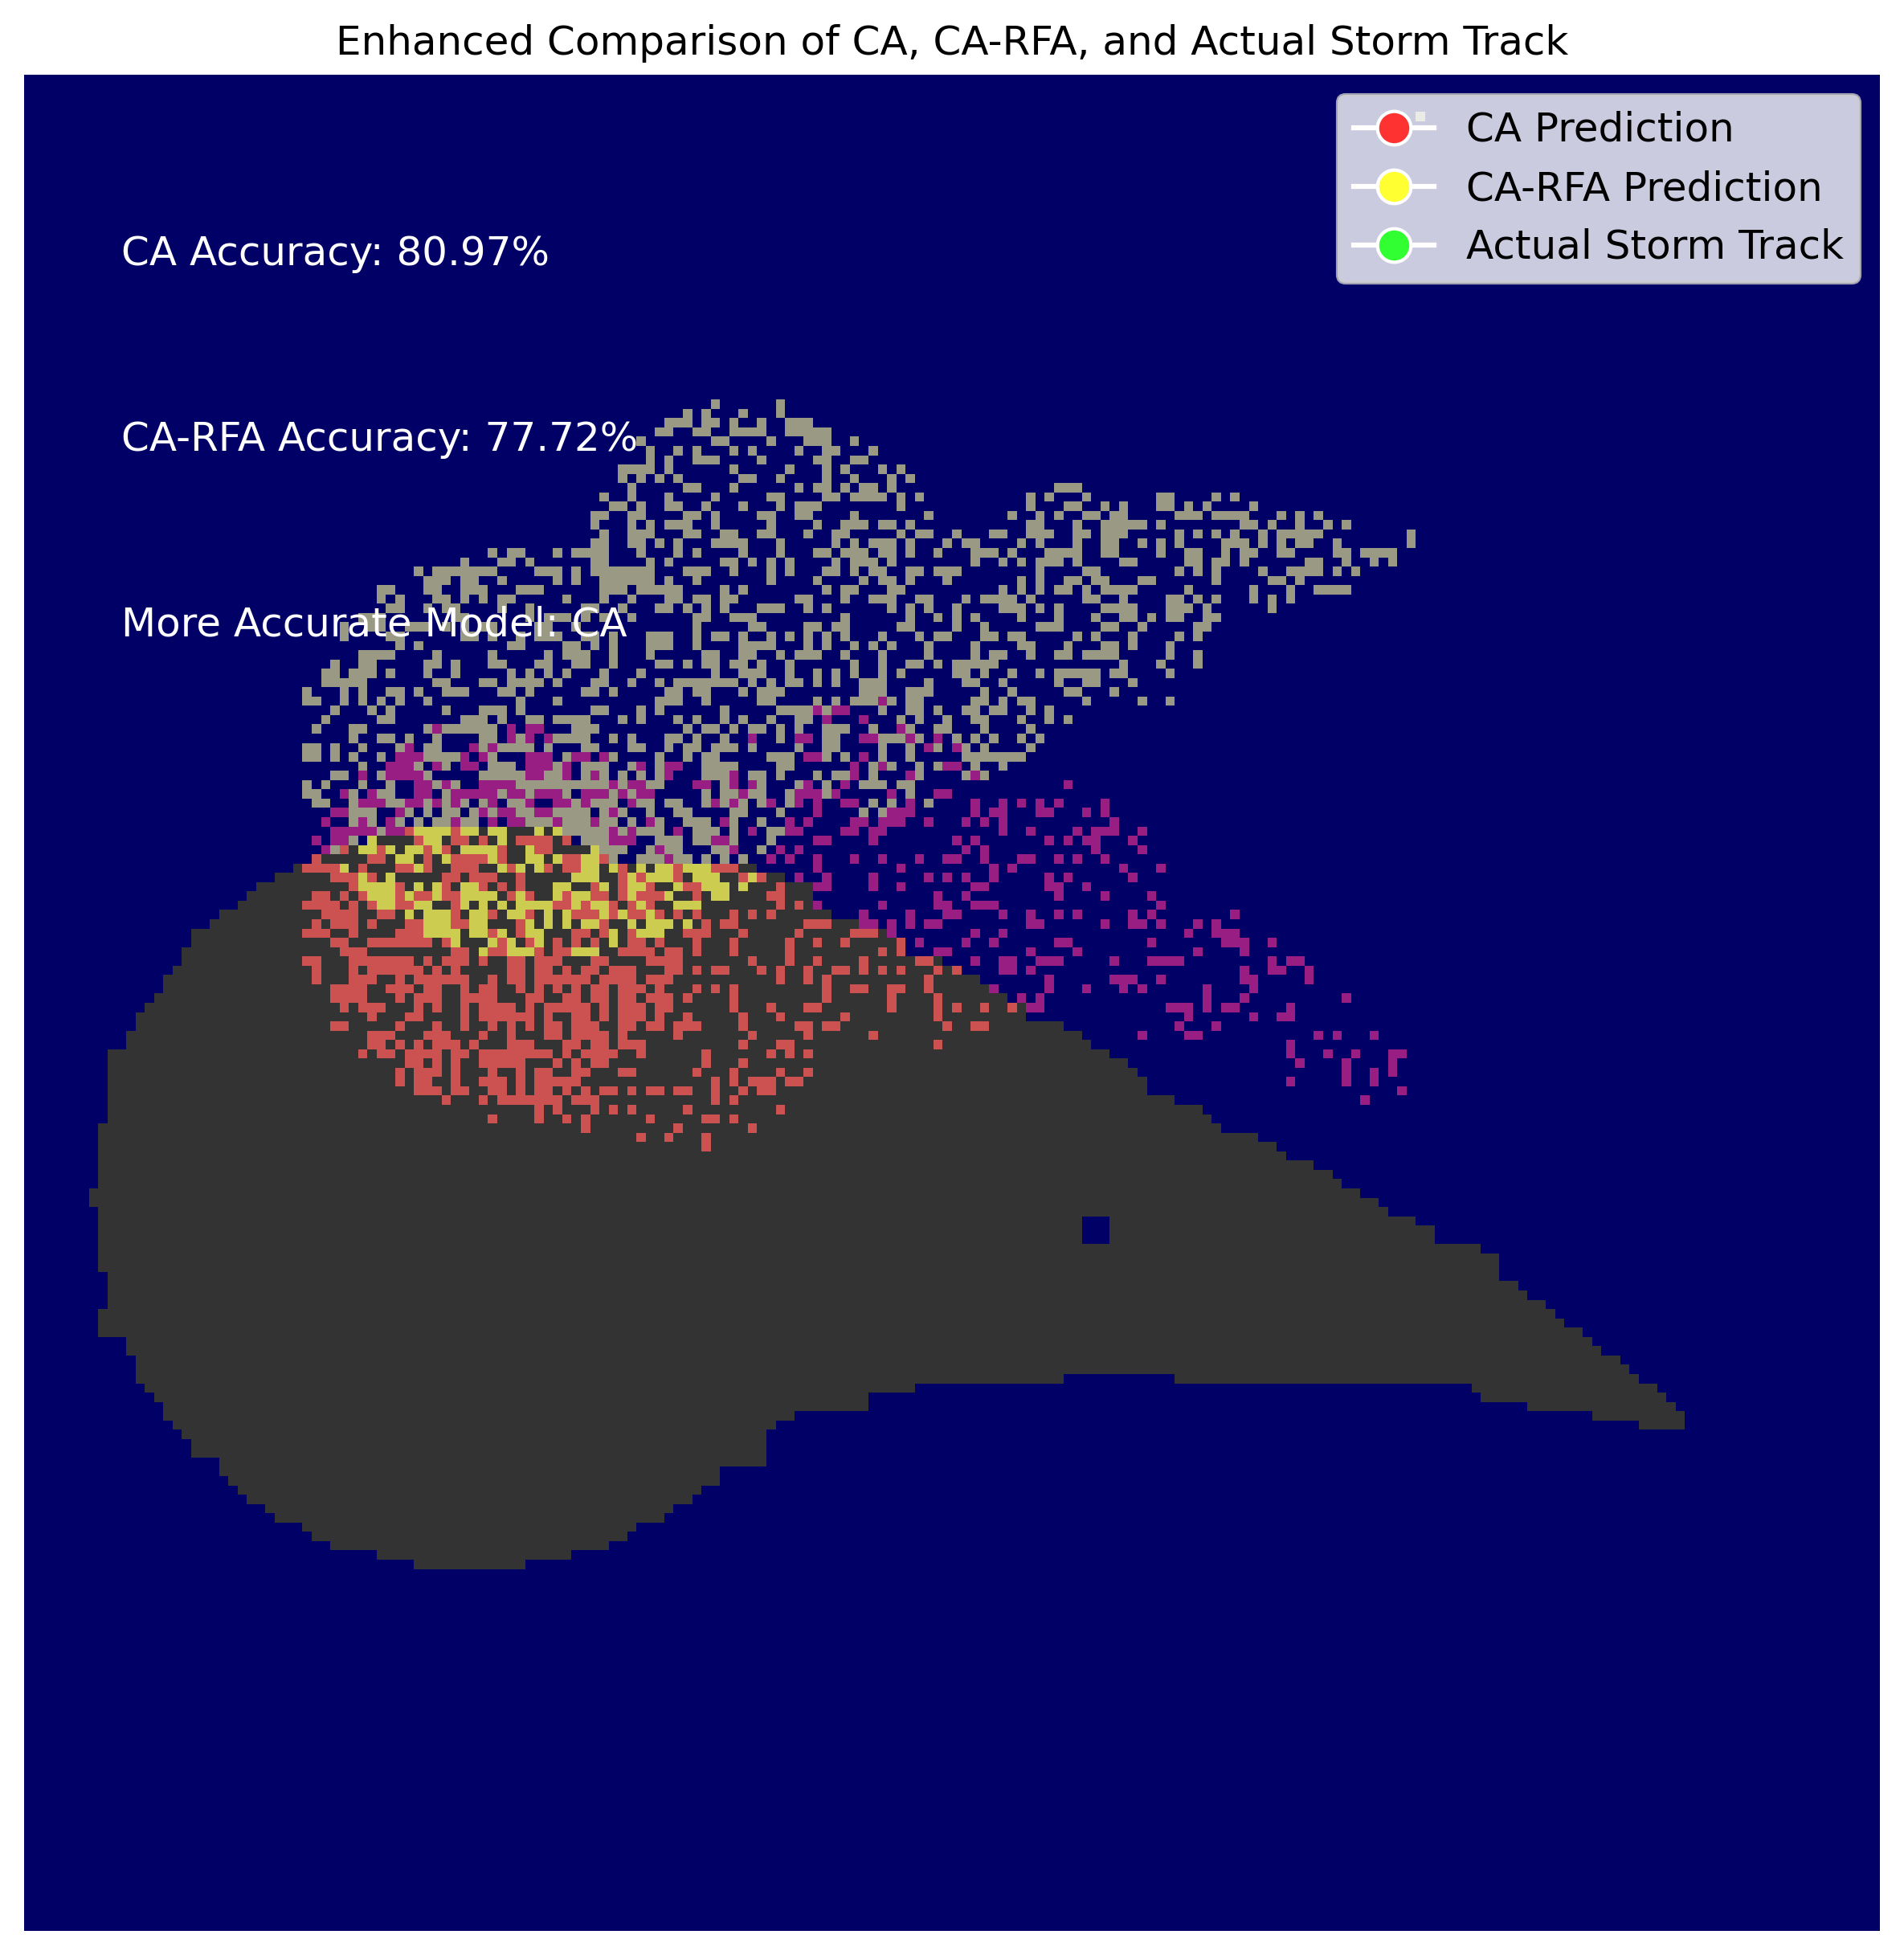 Enhanced Comparison of CA, CA-RFA, and Actual Storm Track
CA Prediction
CA-RFA Prediction
Actual Storm Track
CA Accuracy: 80.97%
CA-RFA Accuracy: 77.72%
More Accurate Model: CA